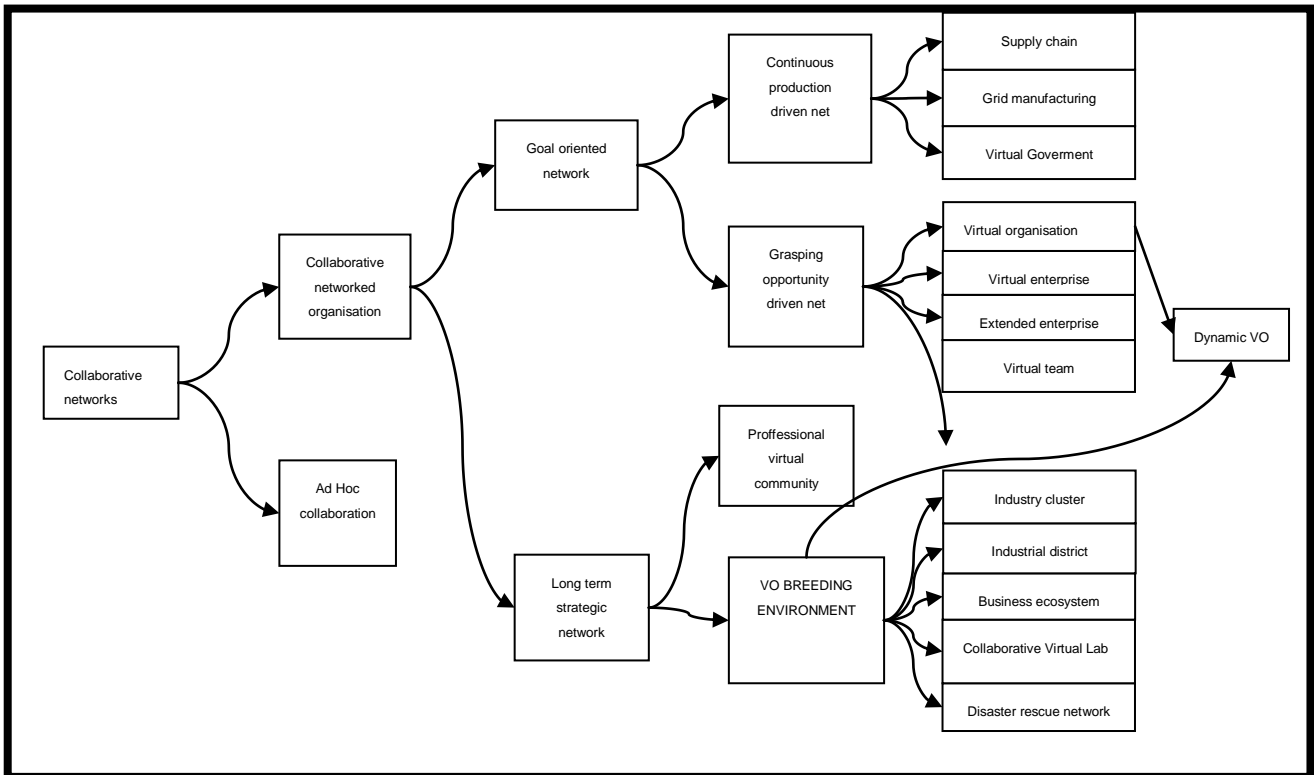 Collaborative
networks
Collaborative
networked
organisation
Ad Hoc
collaboration
Goal oriented
network
Long term
strategic
network
Continuous
production
driven net
Grasping
opportunity
driven net
Proffessional
virtual
community
VO BREEDING
ENVIRONMENT
Supply chain
Grid manufacturing
Virtual Goverment
Virtual organisation
Virtual enterprise
Extended enterprise
Virtual team
Industry cluster
Industrial district
Business ecosystem
Collaborative Virtual Lab
Disaster rescue network
Dynamic VO